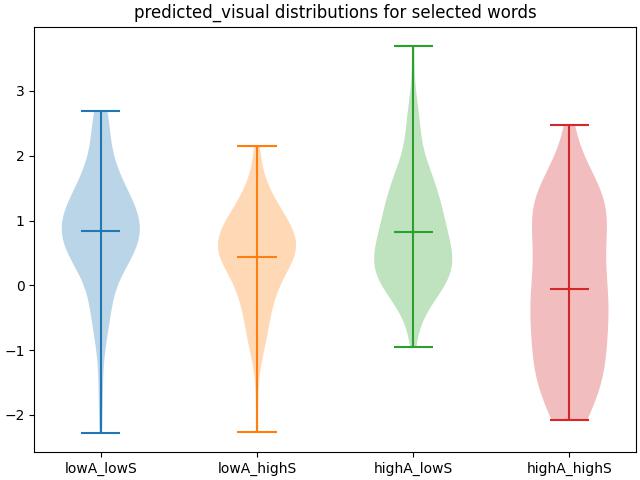 predicted_visual distributions for selected words
3
2
1
0
−1
−2
lowA_lowS
lowA_highS
highA_lowS
highA_highS